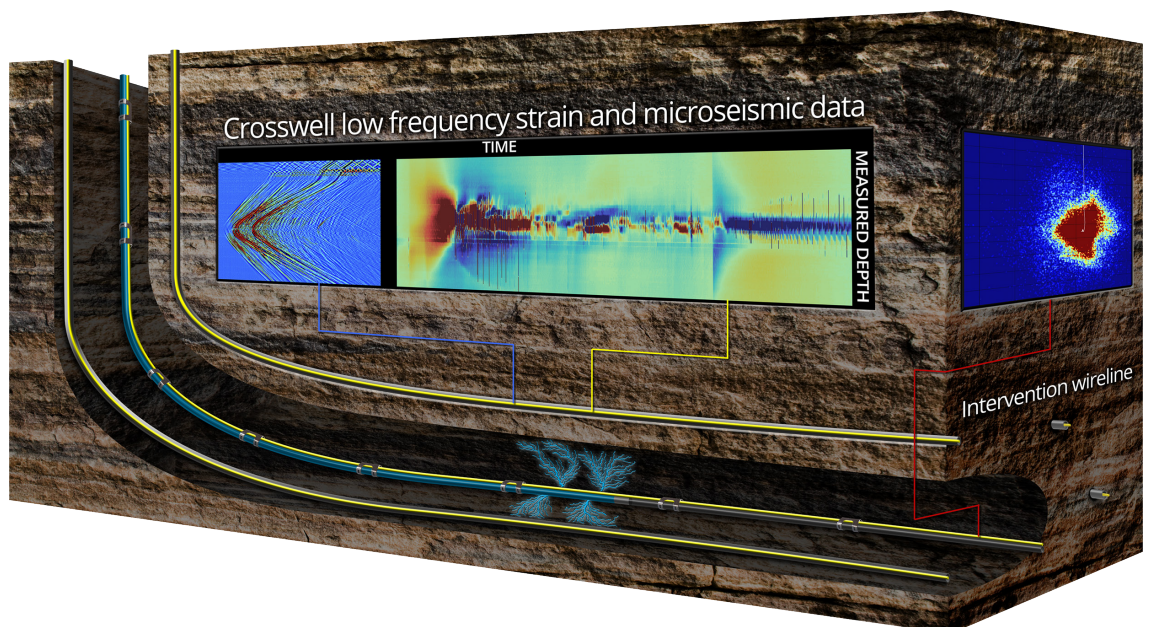 Crosswell low frequency strain and microseismic data
TIME
MEASURED DEPTH
Intervention wireline